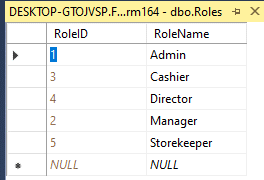 DESKTOP-GTOJVSP.F...rm164 - dbo.Roles
RoleID RoleName
1 Admin
3 Cashier
4 Director
2 Manager
5 Storekeeper
NULL NULL